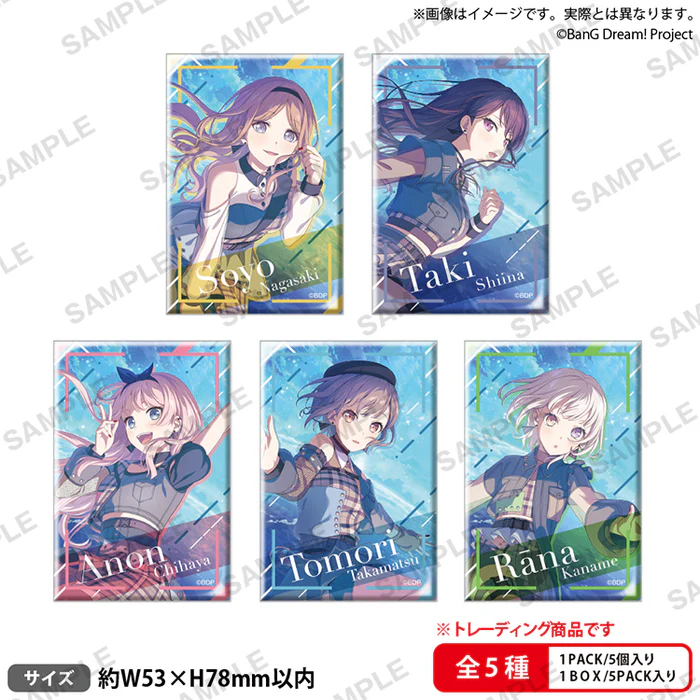 ※画像はイメージです。実際とは異なります。
©BanG Dream! Project
SAMPLE
Soyo
Nagasaki
©BDP
Taki
Shiina
©BDP
Anon
Chihaya
©BDP
Tomori
Takamatsu
©BDP
Rāna
Kaname
©BDP
※トレーディング商品です
サイズ 約W53×H78mm以内
全5種
1PACK/5個入り
1BOX/5PACK入り